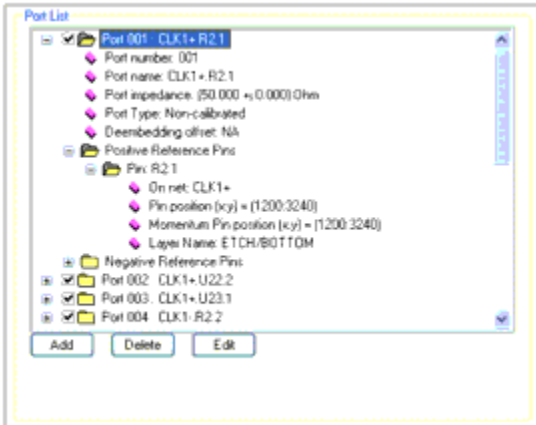 Port List
Port 001 : CLK1+.R2.1
Port number: 001
Port name: CLK1+.R2.1
Port impedance: (50.000 +j 0.000) Ohm
Port Type: Non-calibrated
Deembedding offset: NA
Positive Reference Pins
Pin: R2.1
On net: CLK1+
Pin position (x:y) = (1200:3240)
Momentum Pin position (x:y) = (1200:3240)
Layer Name: ETCH/BOTTOM
Negative Reference Pins
Port 002 : CLK1+.U22.2
Port 003 : CLK1+.U23.1
Port 004 : CLK1-.R2.2
Add Delete Edit